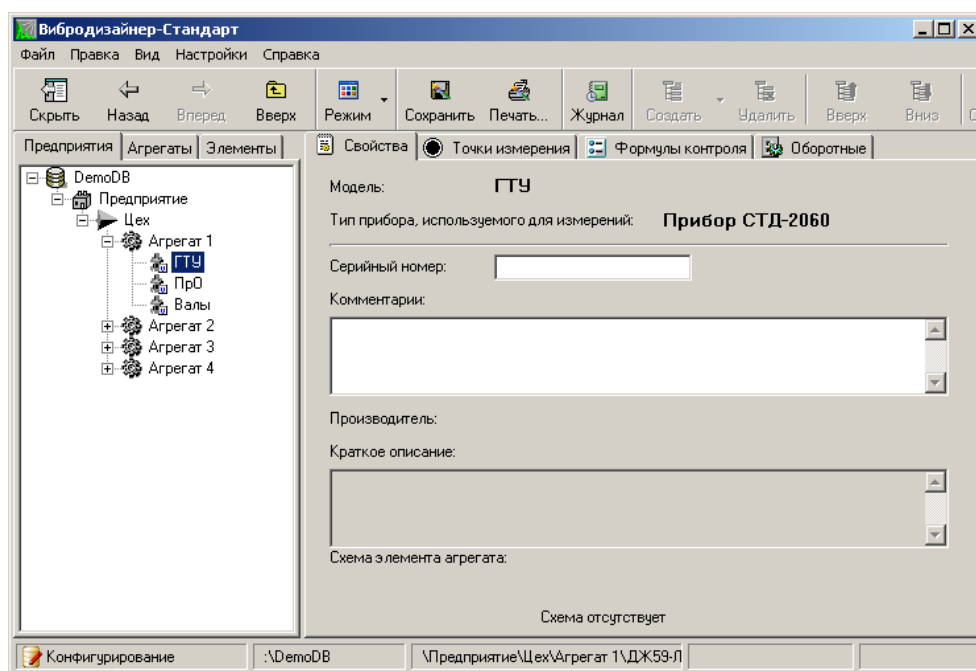 Вибродизайнер-Стандарт
Файл Правка Вид Настройки Справка
Скрыть Назад Вперед Вверх Режим Сохранить Печать... Журнал Создать Удалить Вверх Вниз
Предприятия Агрегаты Элементы
Свойства Точки измерения Формулы контроля Оборотные
DemoDB
Предприятие
Цех
Агрегат 1
ГТУ
ПрО
Валы
Агрегат 2
Агрегат 3
Агрегат 4
Модель: ГТУ
Тип прибора, используемого для измерений: Прибор СТД-2060
Серийный номер:
Комментарии:
Производитель:
Краткое описание:
Схема элемента агрегата:
Схема отсутствует
Конфигурирование :\DemoDB \Предприятие\Цех\Агрегат 1\ДЖ59-Л